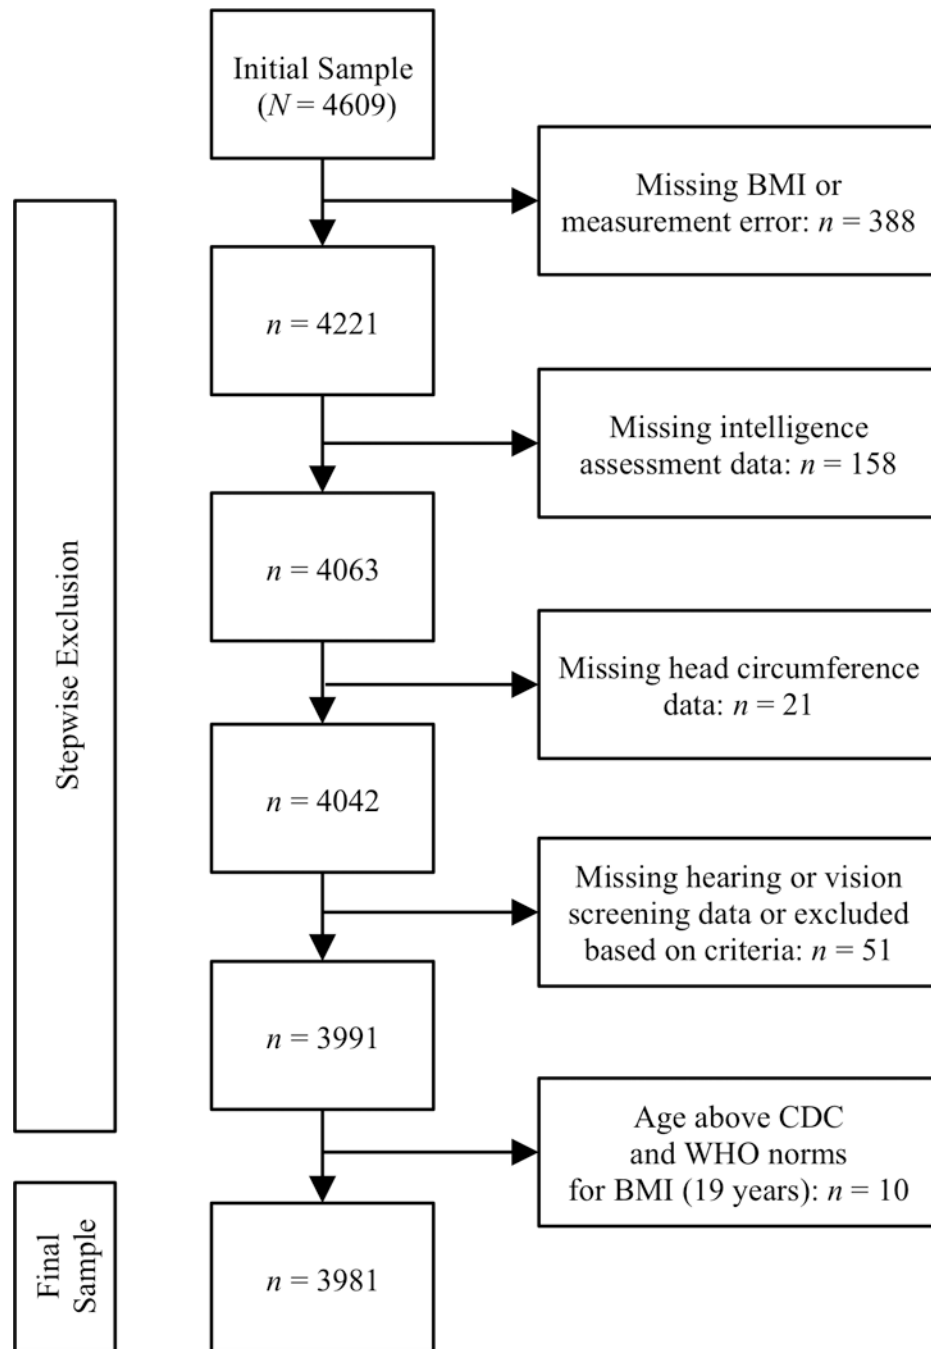 Initial Sample
(N = 4609)
Missing BMI or
measurement error: n = 388
n = 4221
Missing intelligence
assessment data: n = 158
n = 4063
Missing head circumference
data: n = 21
n = 4042
Missing hearing or vision
screening data or excluded
based on criteria: n = 51
n = 3991
Age above CDC
and WHO norms
for BMI (19 years): n = 10
n = 3981
Stepwise Exclusion
Final
Sample